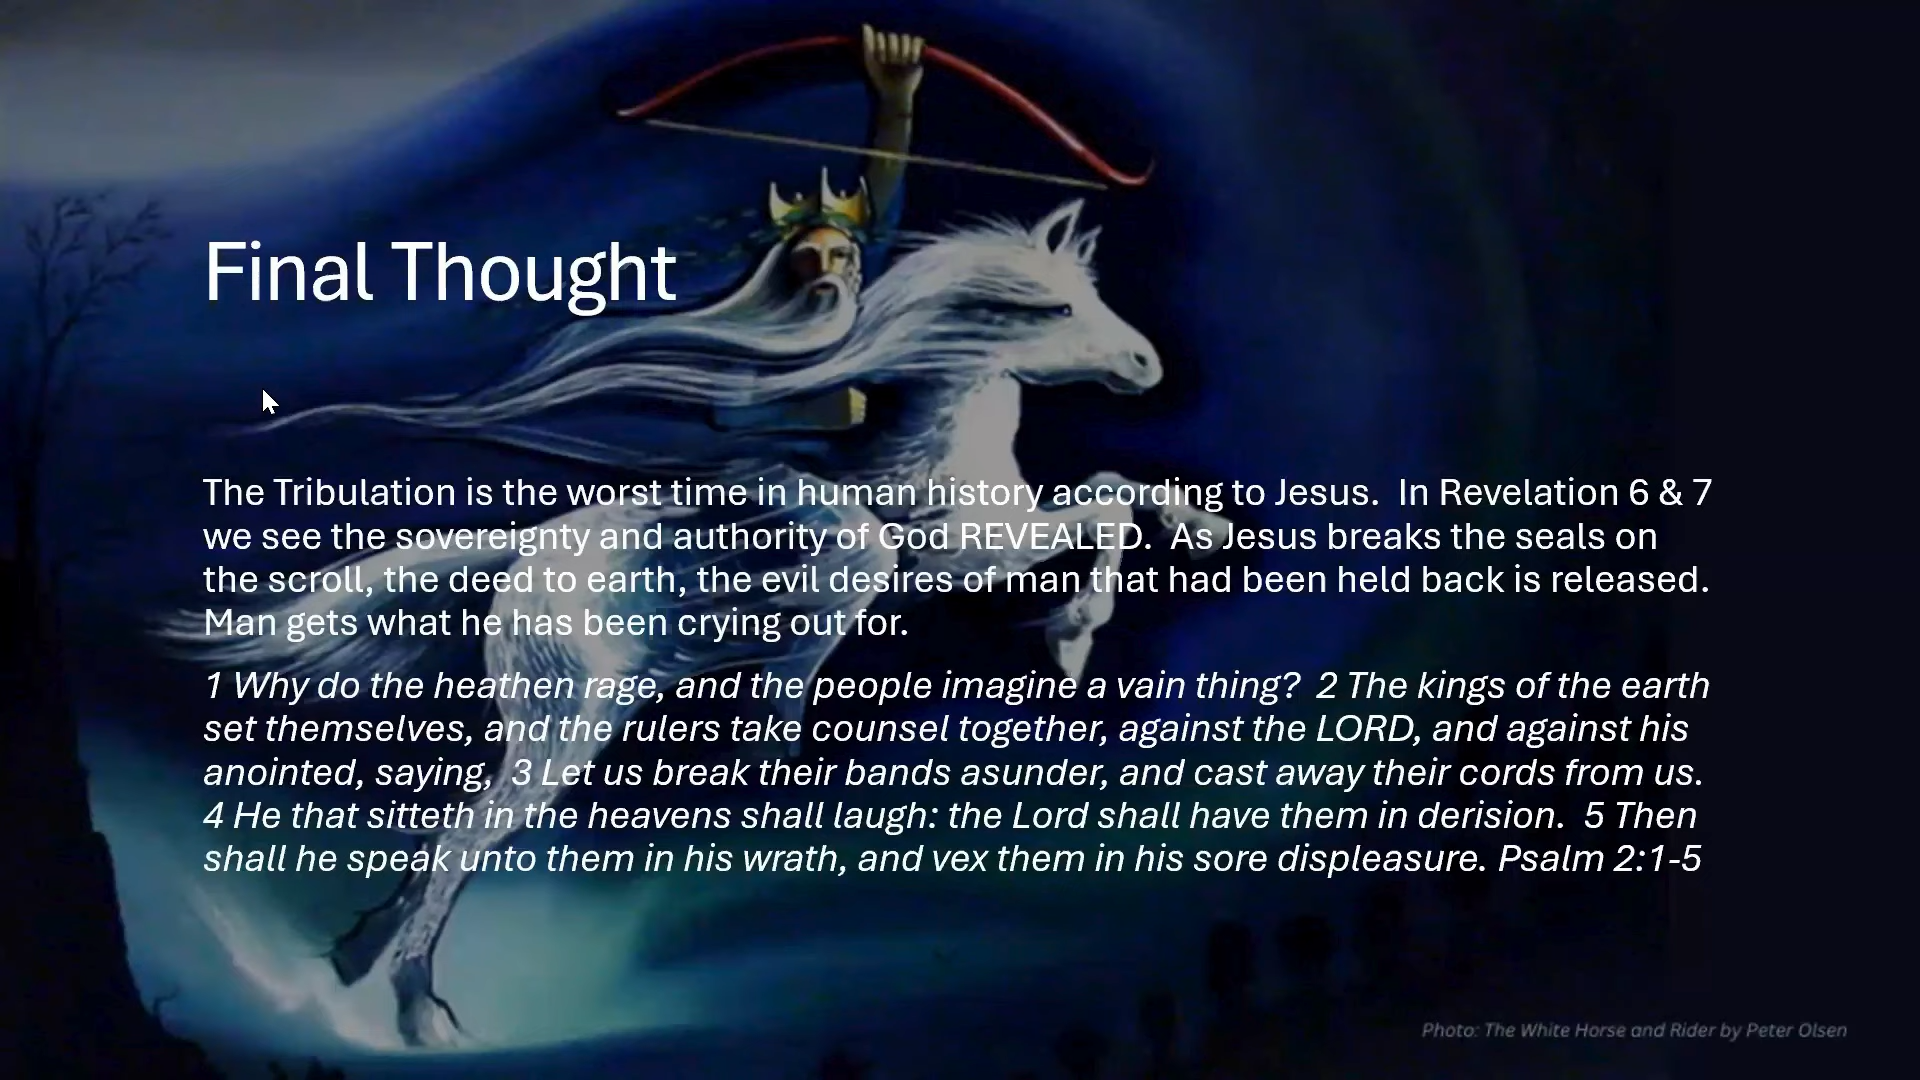 Final Thought
The Tribulation is the worst time in human history according to Jesus.  In Revelation 6 & 7
we see the sovereignty and authority of God REVEALED.  As Jesus breaks the seals on
the scroll, the deed to earth, the evil desires of man that had been held back is released.
Man gets what he has been crying out for.
1 Why do the heathen rage, and the people imagine a vain thing?  2 The kings of the earth
set themselves, and the rulers take counsel together, against the LORD, and against his
anointed, saying,  3 Let us break their bands asunder, and cast away their cords from us.
4 He that sitteth in the heavens shall laugh: the Lord shall have them in derision.  5 Then
shall he speak unto them in his wrath, and vex them in his sore displeasure. Psalm 2:1-5
Photo: The White Horse and Rider by Peter Olsen